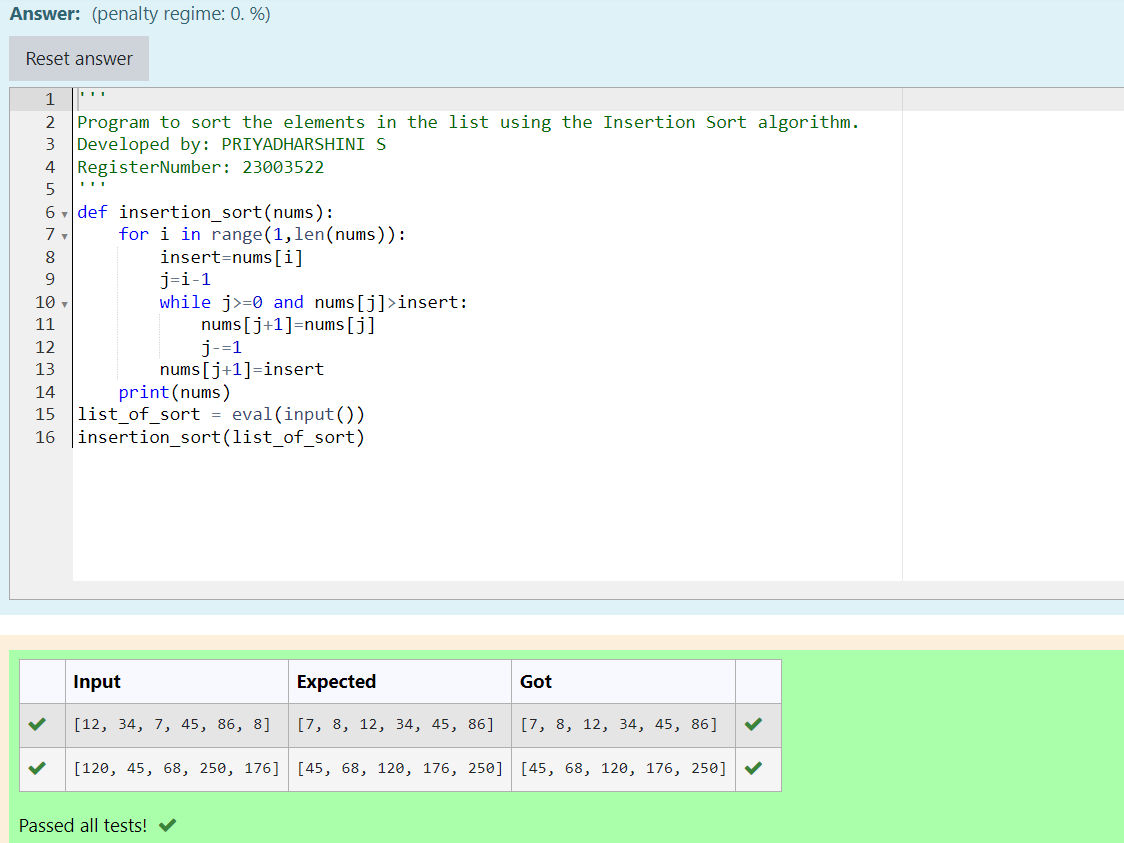 Answer: (penalty regime: 0. %)
Reset answer
1 '''
2 Program to sort the elements in the list using the Insertion Sort algorithm.
3 Developed by: PRIYADHARSHINI S
4 RegisterNumber: 23003522
5 '''
6 def insertion_sort(nums):
7     for i in range(1,len(nums)):
8         insert=nums[i]
9         j=i-1
10         while j>=0 and nums[j]>insert:
11             nums[j+1]=nums[j]
12             j-=1
13         nums[j+1]=insert
14     print(nums)
15 list_of_sort = eval(input())
16 insertion_sort(list_of_sort)
Input Expected Got
[12, 34, 7, 45, 86, 8] [7, 8, 12, 34, 45, 86] [7, 8, 12, 34, 45, 86]
[120, 45, 68, 250, 176] [45, 68, 120, 176, 250] [45, 68, 120, 176, 250]
Passed all tests!